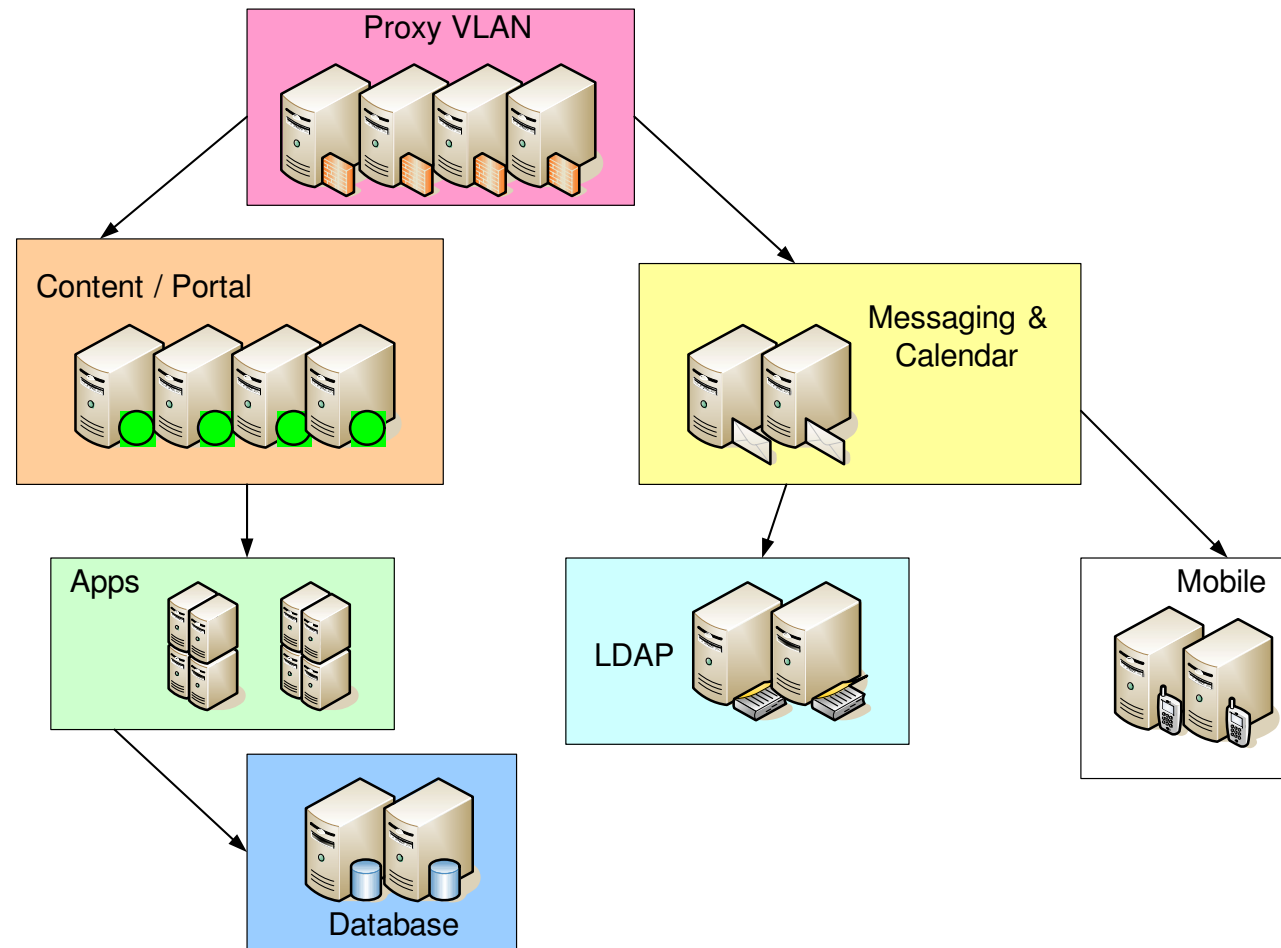 Proxy VLAN
Content / Portal
Messaging &
Calendar
Apps
LDAP
Mobile
Database